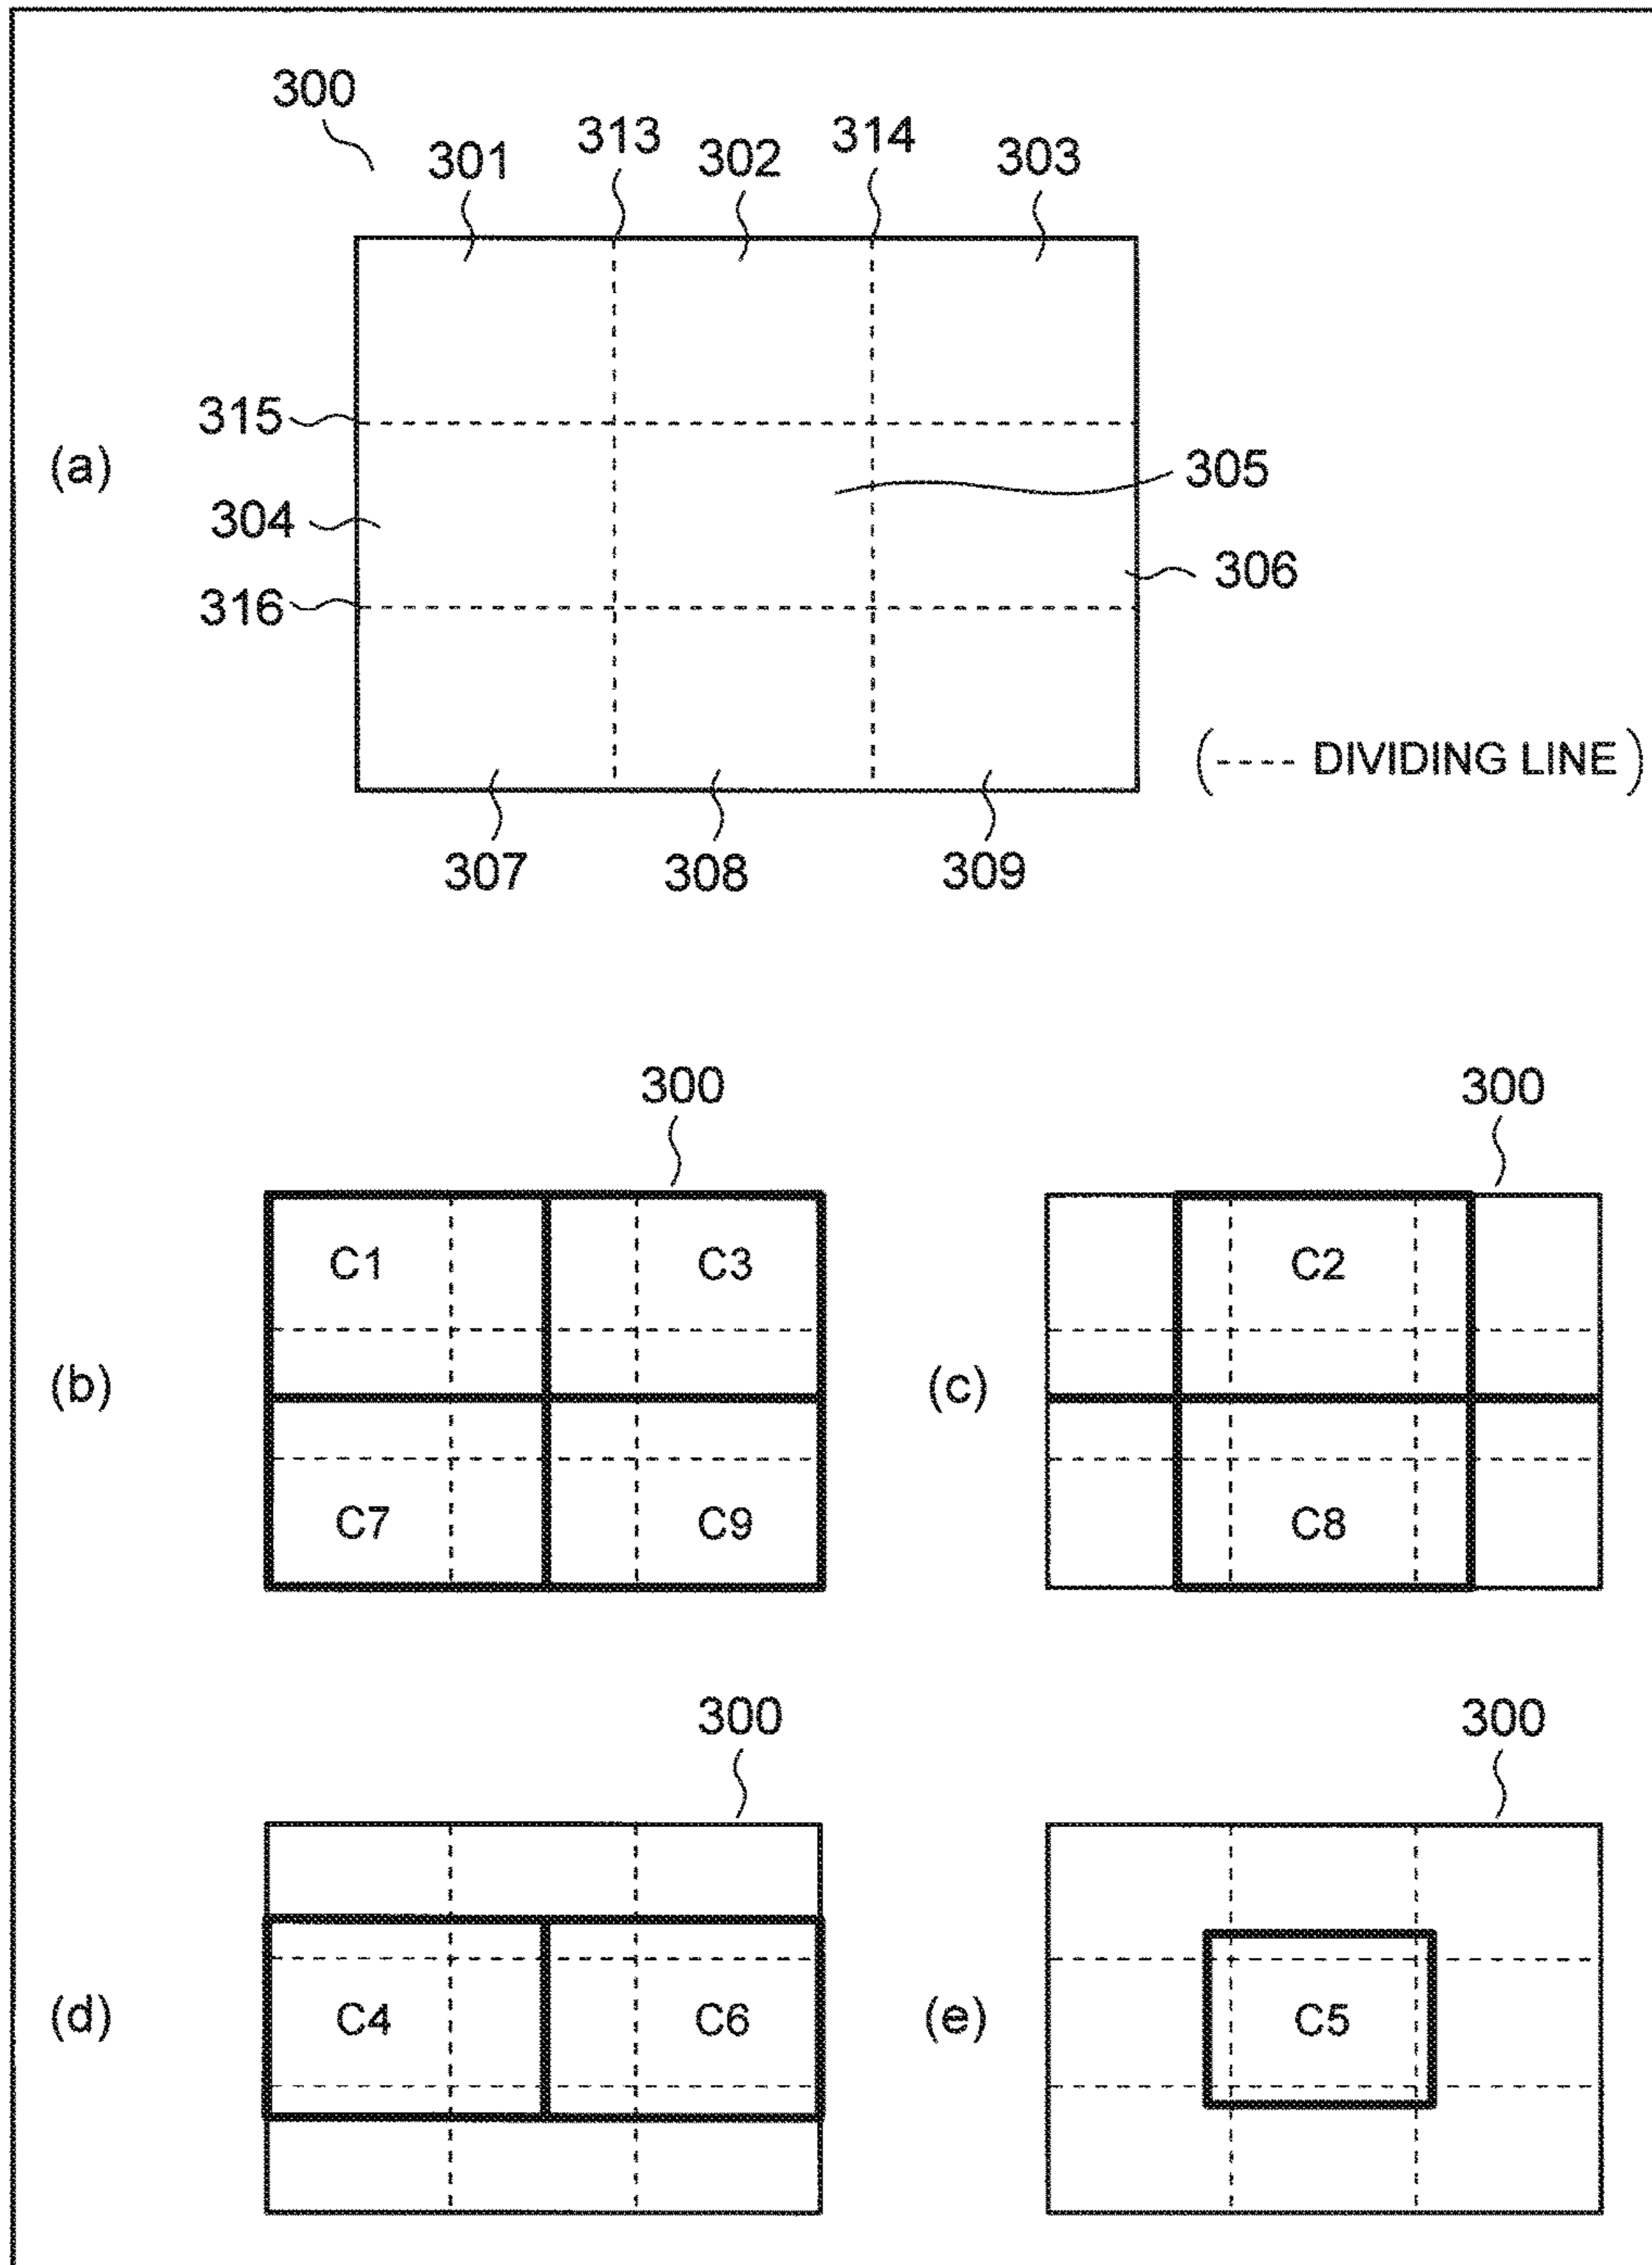 300
301 313 302 314 303
315
(a)
305
304
306
316
(---- DIVIDING LINE)
307 308 309
300 300
C1 C3 C2
(b) (c)
C7 C9 C8
300 300
(d) C4 C6 (e) C5